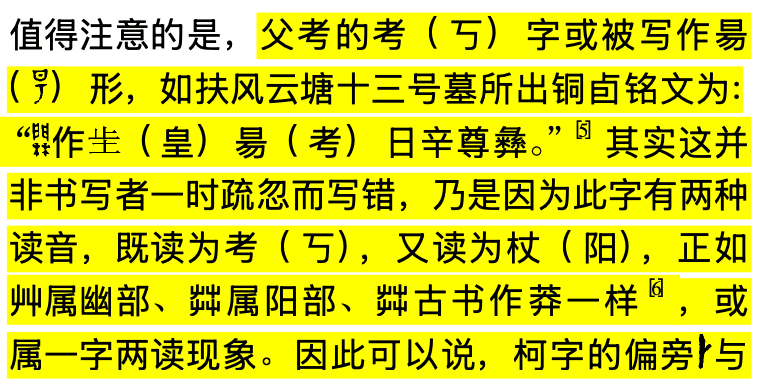 值得注意的是，父考的考（丂）字或被写作昜
（）形，如扶风云塘十三号墓所出铜卣铭文为：
“作㞷（皇）昜（考）日辛尊彝。”[5]其实这并
非书写者一时疏忽而写错，乃是因为此字有两种
读音，既读为考（丂），又读为杖（阳），正如
艸属幽部、茻属阳部、茻古书作莽一样[6]，或
属一字两读现象。因此可以说，柯字的偏旁与